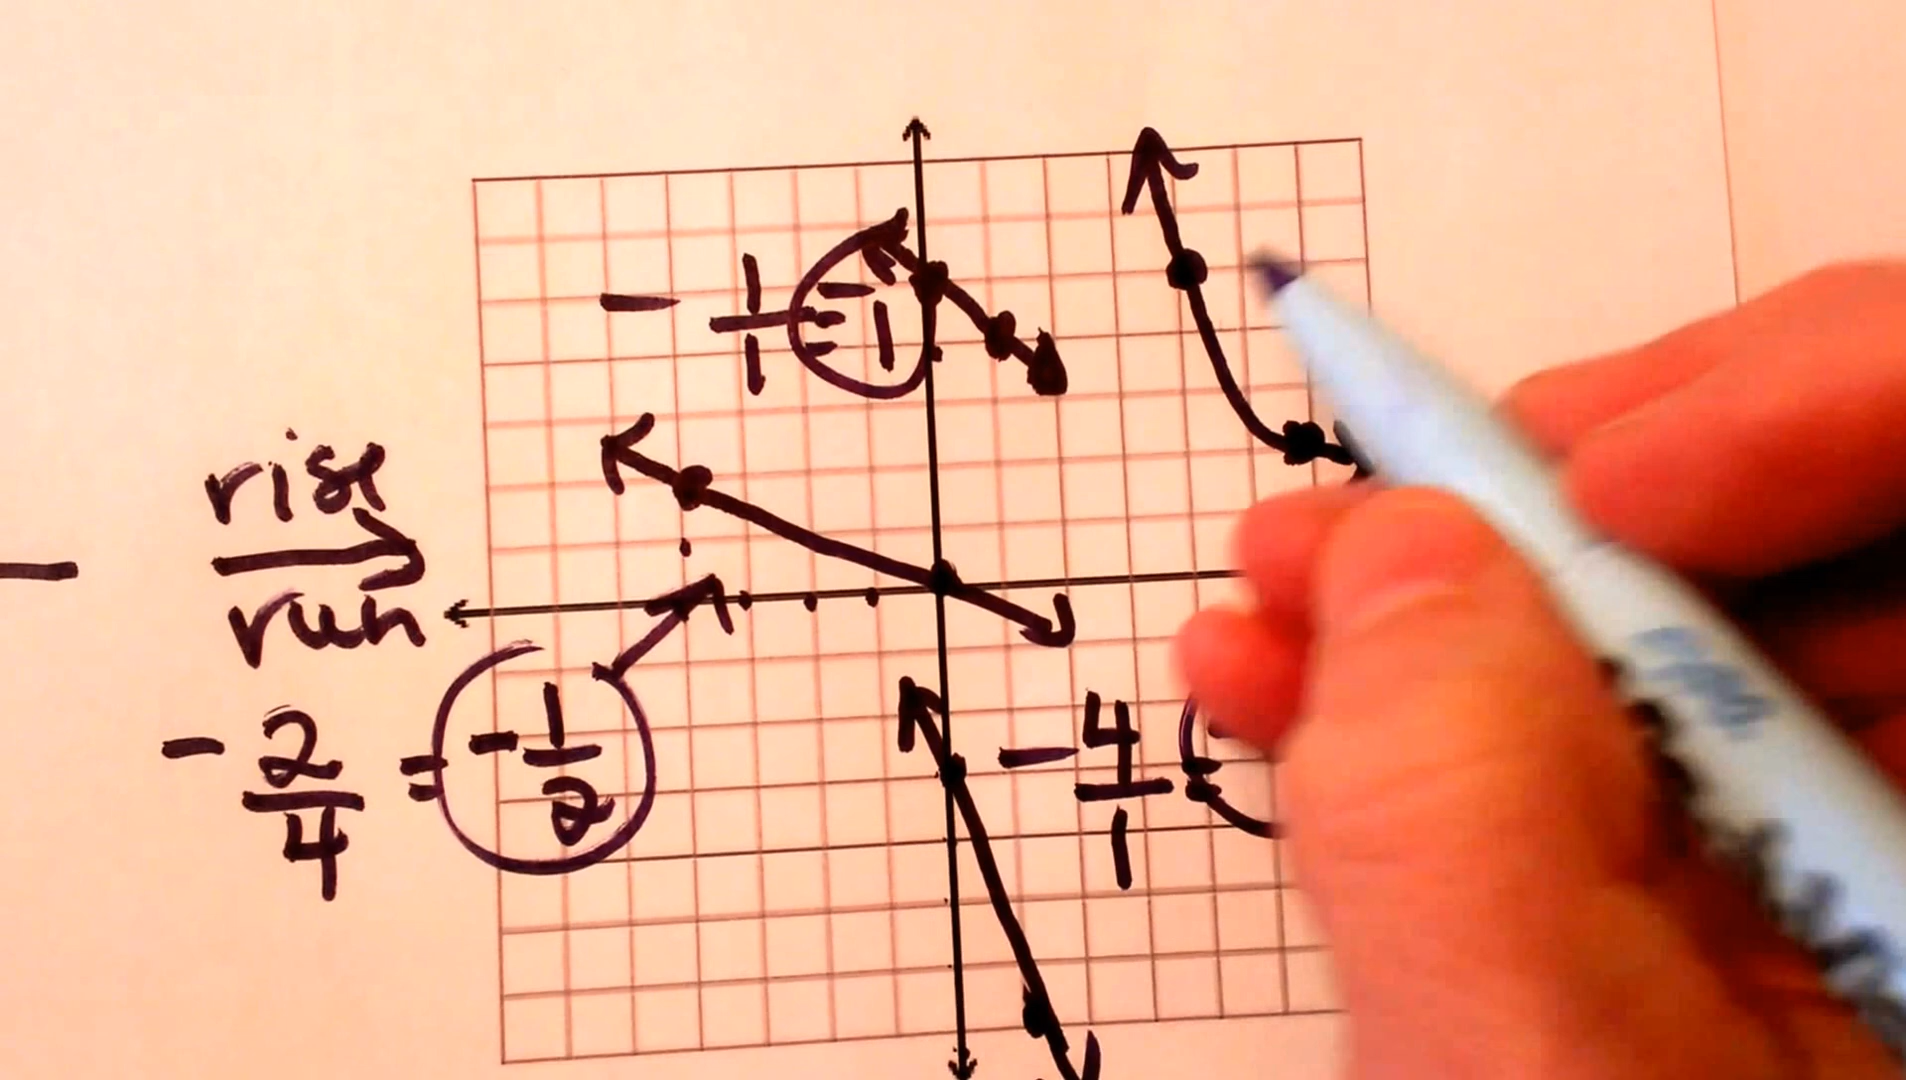 - 1/1 = -1
rise
run
- 2/4 = - 1/2
- 4/1 =